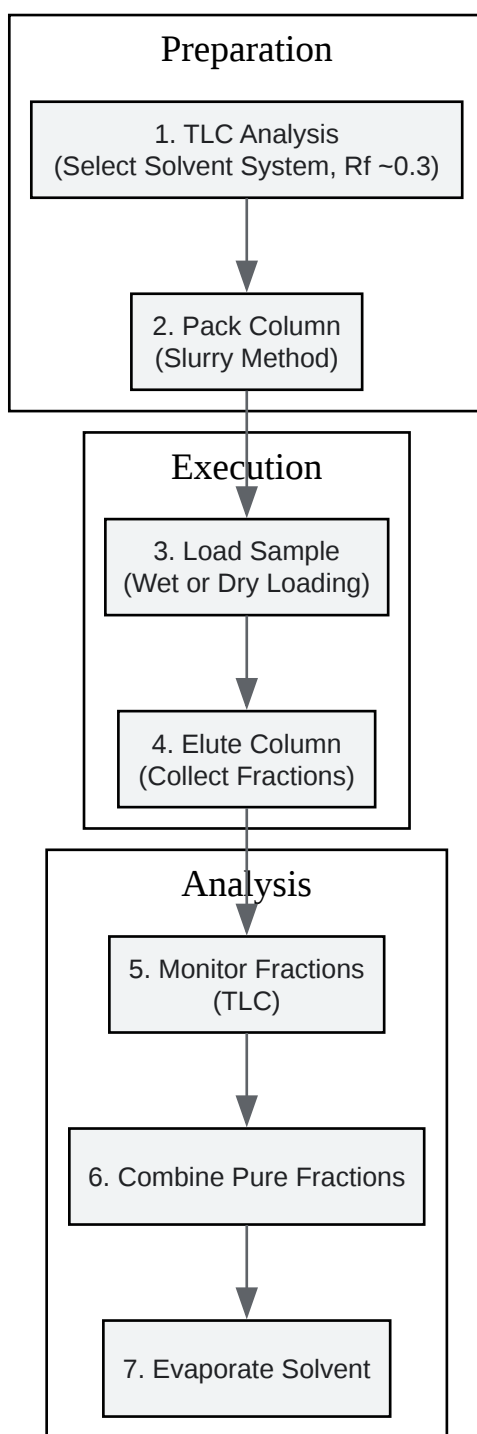 Preparation
1. TLC Analysis
(Select Solvent System, Rf ~0.3)
2. Pack Column
(Slurry Method)
Execution
3. Load Sample
(Wet or Dry Loading)
4. Elute Column
(Collect Fractions)
Analysis
5. Monitor Fractions
(TLC)
6. Combine Pure Fractions
7. Evaporate Solvent